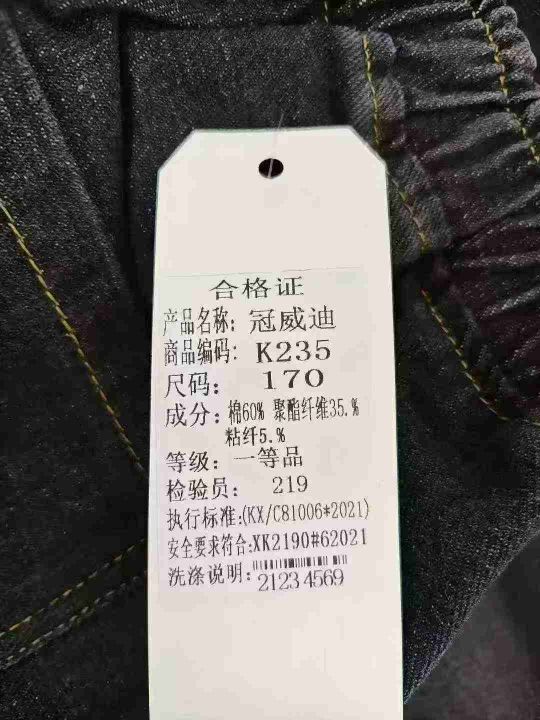 合格证
产品名称: 冠威迪
商品编码: K235
尺码: 170
成分: 棉60% 聚酯纤维35.%
粘纤5.%
等级: 一等品
检验员: 219
执行标准:(KX/C81006*2021)
安全要求符合:XK2190#62021
洗涤说明: 2123 4569